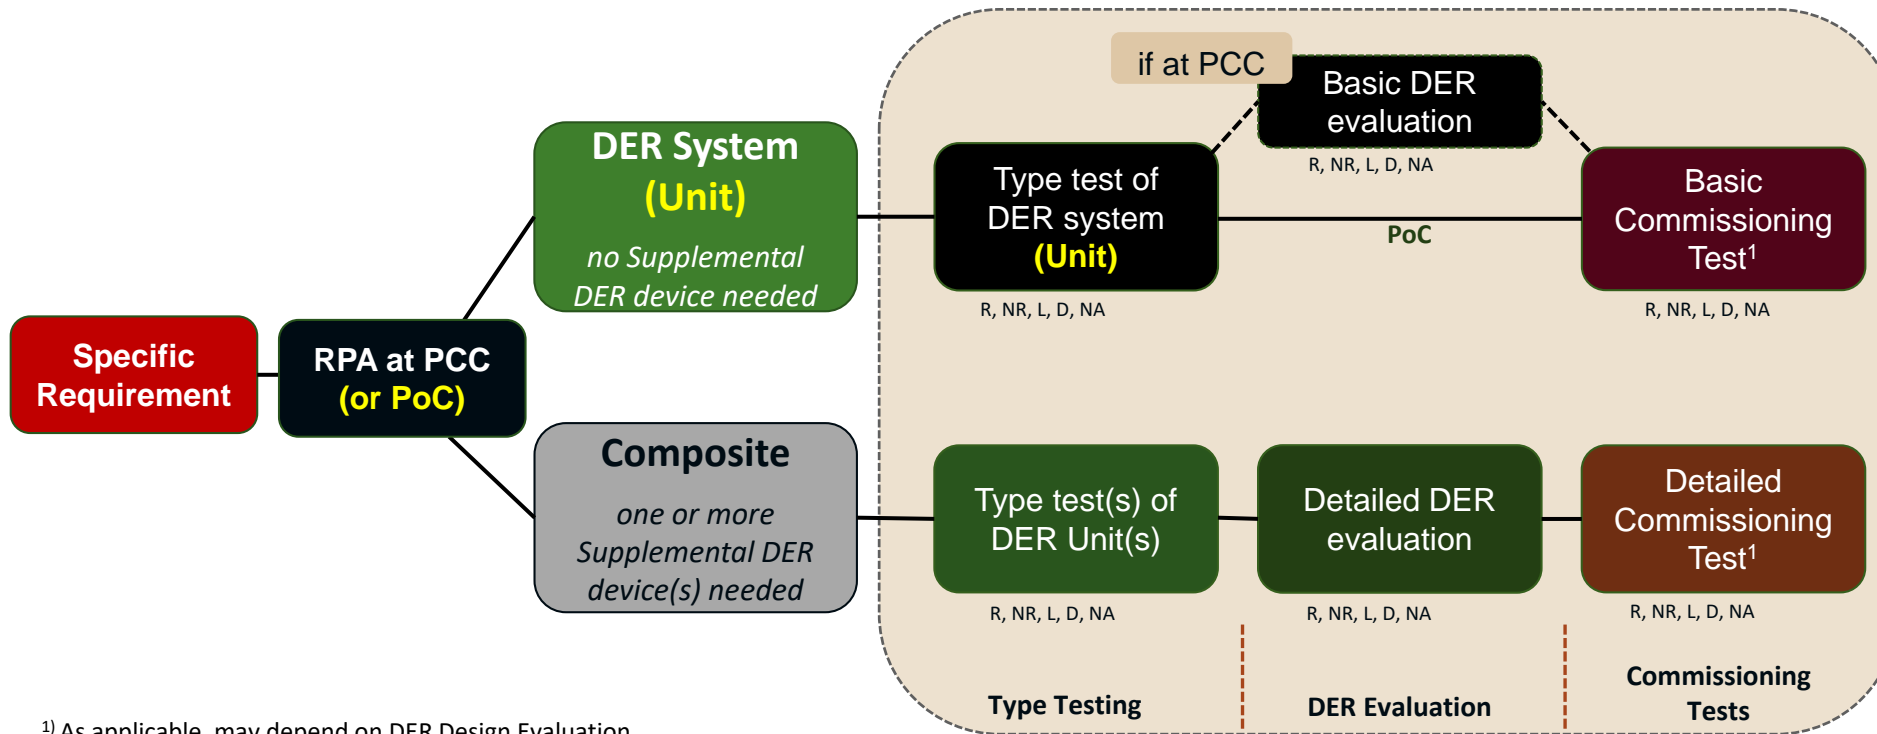 Specific
Requirement
RPA at PCC
(or PoC)
DER System
(Unit)
no Supplemental
DER device needed
Composite
one or more
Supplemental DER
device(s) needed
if at PCC
Basic DER
evaluation
R, NR, L, D, NA
Type test of
DER system
(Unit)
R, NR, L, D, NA
PoC
Basic
Commissioning
Test¹
R, NR, L, D, NA
Type test(s) of
DER Unit(s)
R, NR, L, D, NA
Detailed DER
evaluation
R, NR, L, D, NA
Detailed
Commissioning
Test¹
R, NR, L, D, NA
Type Testing
DER Evaluation
Commissioning
Tests
¹⁾ As applicable, may depend on DER Design Evaluation